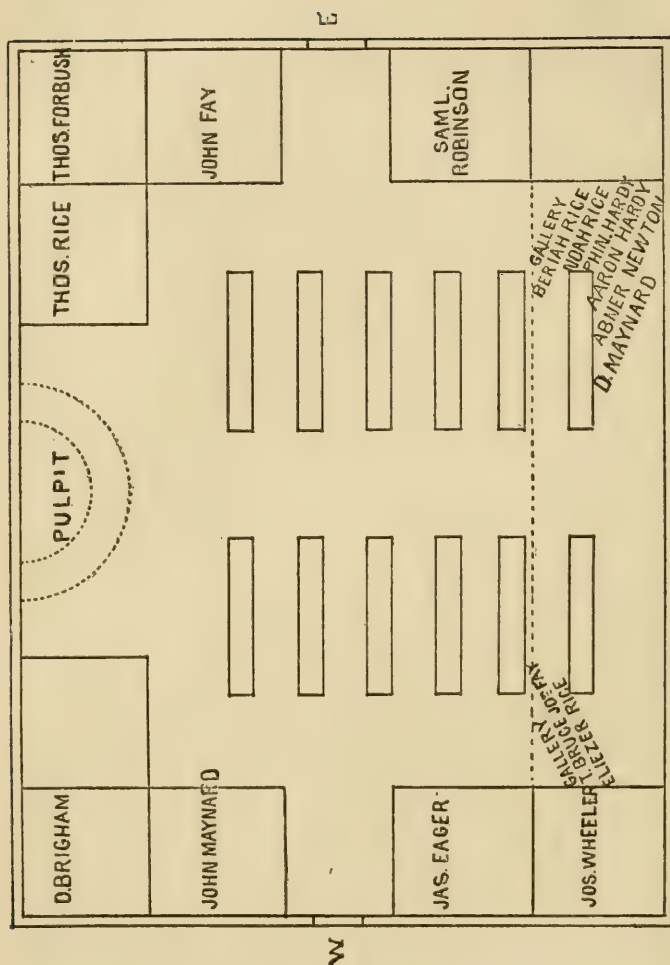 E
THOS. FORBUSH
THOS. RICE
JOHN FAY
SAM L.
ROBINSON
PULPIT
GALLERY
BERIAH RICE
NOAH RICE
PHIN. HARDY
AARON HARDY
ABNER NEWTON
D. MAYNARD
D. BRIGHAM
JOHN MAYNARD
JAS. EAGER
JOS. WHEELER
GALLERY JOS FAY
T. BRUCE
ELIEZER RICE
W